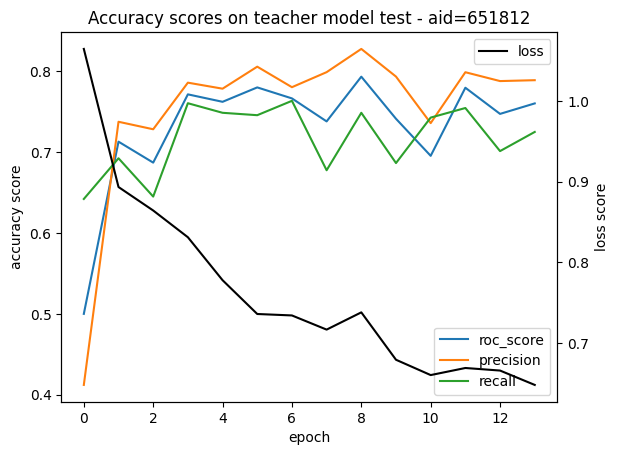 Accuracy scores on teacher model test - aid=651812
loss
0.8
0.7
0.6
0.5
0.4
accuracy score
1.0
0.9
0.8
0.7
loss score
roc_score
precision
recall
0 2 4 6 8 10 12
epoch